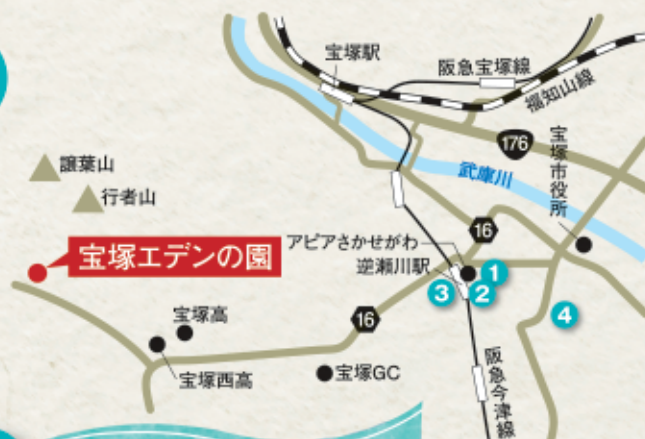 宝塚駅
阪急宝塚線
福知山線
176
宝塚市役所
武庫川
譲葉山
行者山
16
アピアさかせがわ
逆瀬川駅
宝塚エデンの園
1
3
2
4
16
宝塚高
宝塚西高
宝塚GC
阪急今津線